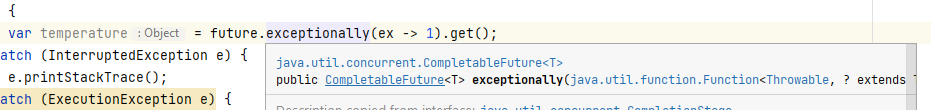 {
var temperature : Object = future.exceptionally(ex -> 1).get();
atch (InterruptedException e) {
e.printStackTrace();
atch (ExecutionException e) {
java.util.concurrent.CompletableFuture<T>
public CompletableFuture<T> exceptionally(java.util.function.Function<Throwable, ? extends T
Description copied from interface: java.util.concurrent.CompletionStage